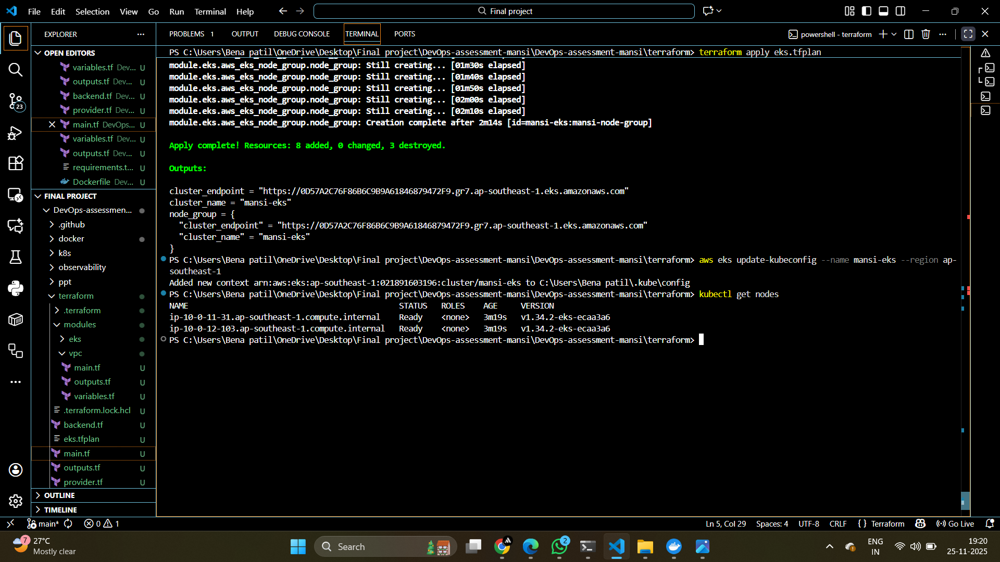 File Edit Selection View Go Run Terminal Help
Final project
EXPLORER
OPEN EDITORS
variables.tf Dev... U
outputs.tf Dev... U
backend.tf Dev... U
provider.tf Dev... U
main.tf DevOps... U
variables.tf Dev... U
outputs.tf Dev... U
requirements.t... U
Dockerfile Dev... U
FINAL PROJECT
DevOps-assessmen...
.github
docker
k8s
observability
ppt
terraform
.terraform
modules
eks
vpc
main.tf U
outputs.tf U
variables.tf U
.terraform.lock.hcl U
backend.tf U
eks.tfplan U
main.tf U
outputs.tf U
provider.tf U
OUTLINE
TIMELINE
23
PROBLEMS 1 OUTPUT DEBUG CONSOLE TERMINAL PORTS
powershell - terraform
PS C:\Users\Bena patil\OneDrive\Desktop\Final project\DevOps-assessment-mansi\DevOps-assessment-mansi\terraform> terraform apply eks.tfplan
module.eks.aws_eks_node_group.node_group: Still creating... [01m30s elapsed]
module.eks.aws_eks_node_group.node_group: Still creating... [01m40s elapsed]
module.eks.aws_eks_node_group.node_group: Still creating... [01m50s elapsed]
module.eks.aws_eks_node_group.node_group: Still creating... [02m00s elapsed]
module.eks.aws_eks_node_group.node_group: Still creating... [02m10s elapsed]
module.eks.aws_eks_node_group.node_group: Creation complete after 2m14s [id=mansi-eks:mansi-node-group]
Apply complete! Resources: 8 added, 0 changed, 3 destroyed.
Outputs:
cluster_endpoint = "https://0D57A2C76F86B6C9B9A61846879472F9.gr7.ap-southeast-1.eks.amazonaws.com"
cluster_name = "mansi-eks"
node_group = {
"cluster_endpoint" = "https://0D57A2C76F86B6C9B9A61846879472F9.gr7.ap-southeast-1.eks.amazonaws.com"
"cluster_name" = "mansi-eks"
}
PS C:\Users\Bena patil\OneDrive\Desktop\Final project\DevOps-assessment-mansi\DevOps-assessment-mansi\terraform> aws eks update-kubeconfig --name mansi-eks --region ap-
southeast-1
Added new context arn:aws:eks:ap-southeast-1:021891603196:cluster/mansi-eks to C:\Users\Bena patil\.kube\config
PS C:\Users\Bena patil\OneDrive\Desktop\Final project\DevOps-assessment-mansi\DevOps-assessment-mansi\terraform> kubectl get nodes
NAME STATUS ROLES AGE VERSION
ip-10-0-11-31.ap-southeast-1.compute.internal Ready <none> 3m19s v1.34.2-eks-ecaa3a6
ip-10-0-12-103.ap-southeast-1.compute.internal Ready <none> 3m19s v1.34.2-eks-ecaa3a6
PS C:\Users\Bena patil\OneDrive\Desktop\Final project\DevOps-assessment-mansi\DevOps-assessment-mansi\terraform>
main* 0 1
Ln 5, Col 29 Spaces: 4 UTF-8 CRLF { } Terraform Go Live
7 27°C
Mostly clear
Search
2
ENG
IN
19:20
25-11-2025